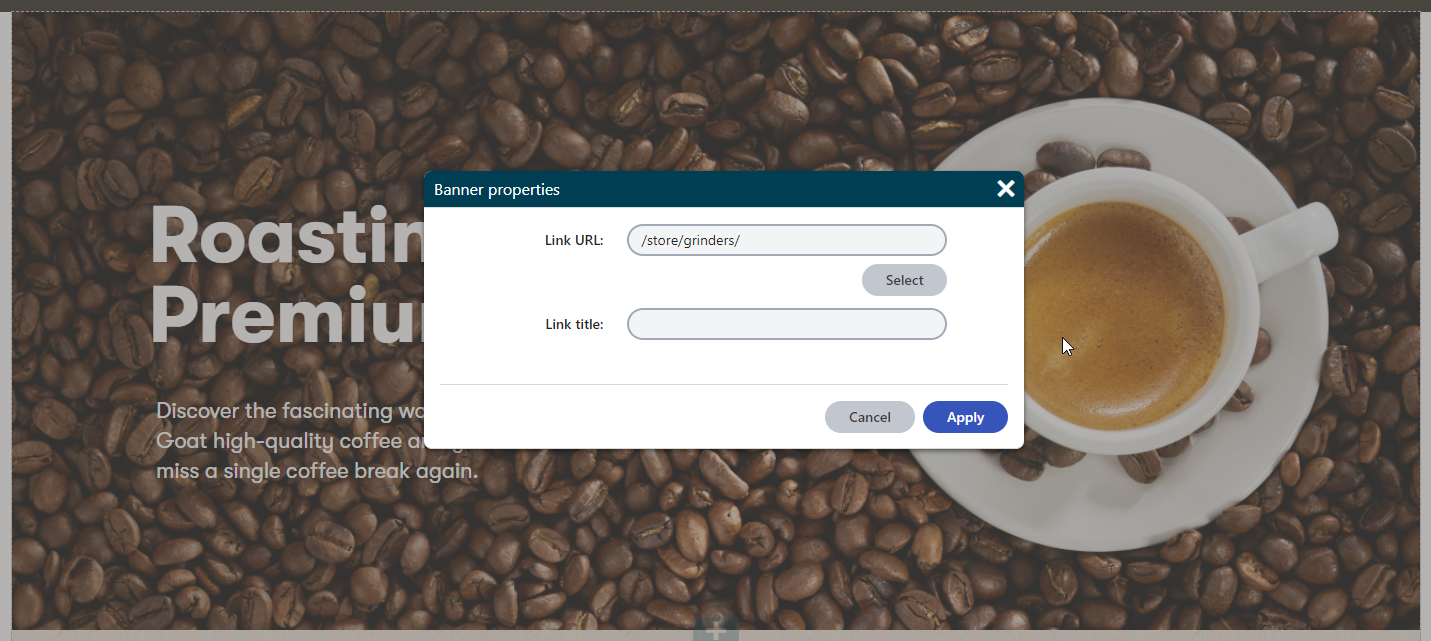 Banner properties
Roastin
Link URL: /store/grinders/
Select
Premiu
Link title:
Discover the fascinating
Goat high-quality coffee
miss a single coffee break again.
Cancel Apply